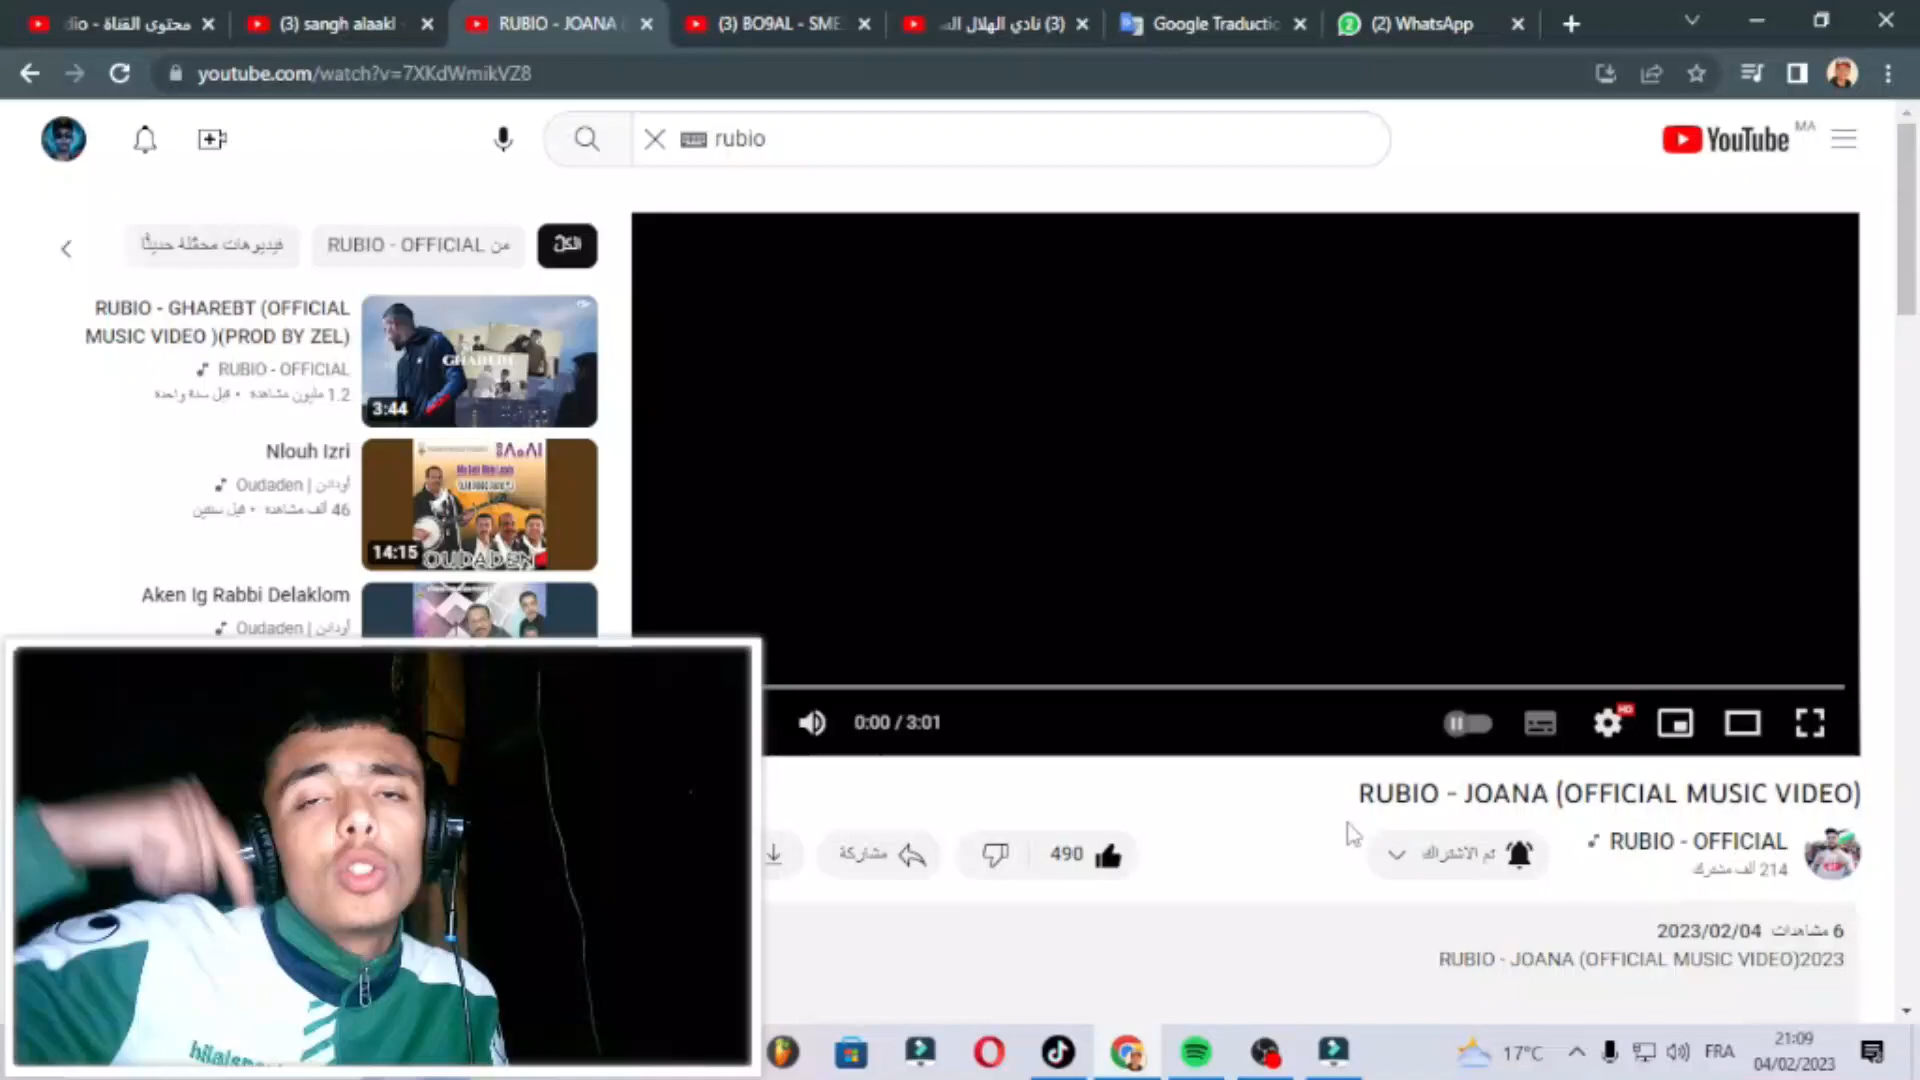 محتوى القناة - dio
(3) sangh alaakl
RUBIO - JOANA (
(3) BO9AL - SME
(3) نادي الهلال الـ
Google Traductic
(2) WhatsApp
youtube.com/watch?v=7XKdWmikVZ8
rubio
YouTube MA
الكل
من RUBIO - OFFICIAL
فيديوهات محمّلة حديثًا
RUBIO - GHAREBT (OFFICIAL
MUSIC VIDEO )(PROD BY ZEL)
RUBIO - OFFICIAL
1.2 مليون مشاهدة • قبل سنة واحدة
3:44
Nlouh Izri
Oudaden | أودادن
46 ألف مشاهدة • قبل سنتين
14:15
OUDADEN
Aken Ig Rabbi Delaklom
Oudaden | أودادن
0:00 / 3:01
HD
RUBIO - JOANA (OFFICIAL MUSIC VIDEO)
RUBIO - OFFICIAL
214 ألف مشترك
تم الاشتراك
490
مشاركة
6 مشاهدات 2023/02/04
RUBIO - JOANA (OFFICIAL MUSIC VIDEO)2023
17°C
FRA
21:09
04/02/2023